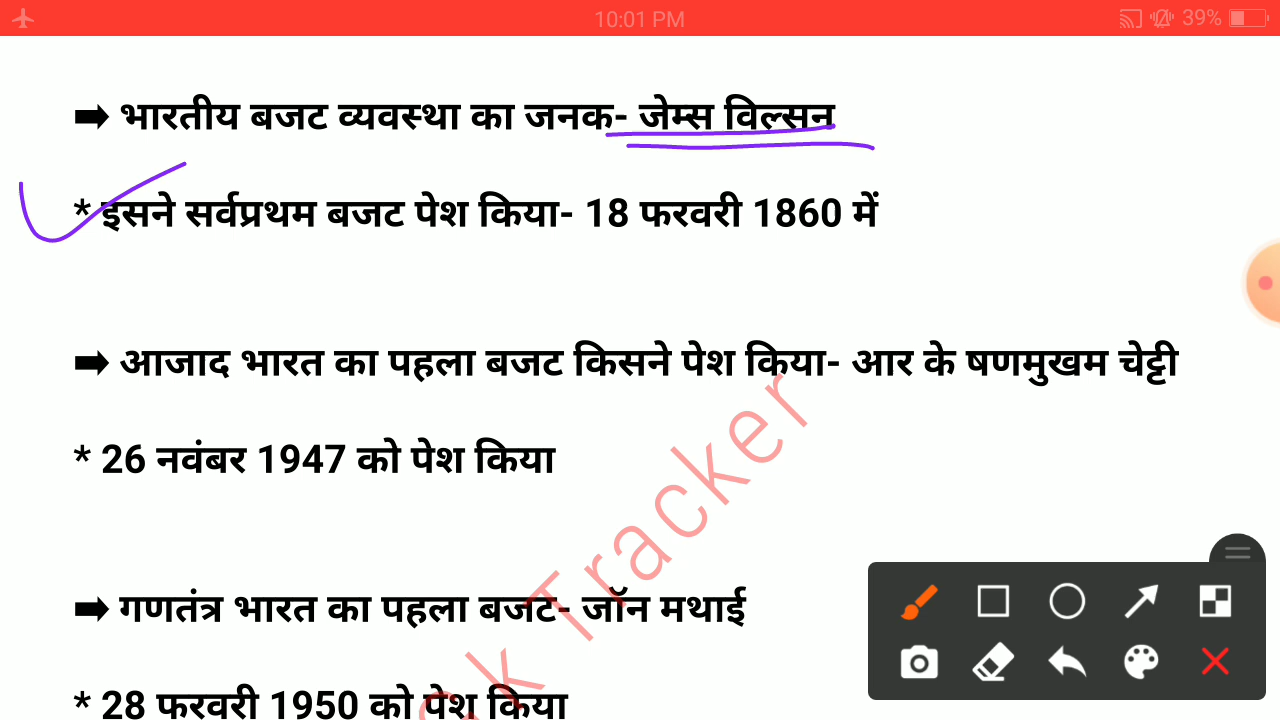 10:01 PM 39%
➡ भारतीय बजट व्यवस्था का जनक- जेम्स विल्सन
* इसने सर्वप्रथम बजट पेश किया- 18 फरवरी 1860 में
➡ आजाद भारत का पहला बजट किसने पेश किया- आर के षणमुखम चेट्टी
* 26 नवंबर 1947 को पेश किया
➡ गणतंत्र भारत का पहला बजट- जॉन मथाई
* 28 फरवरी 1950 को पेश किया
Tracker